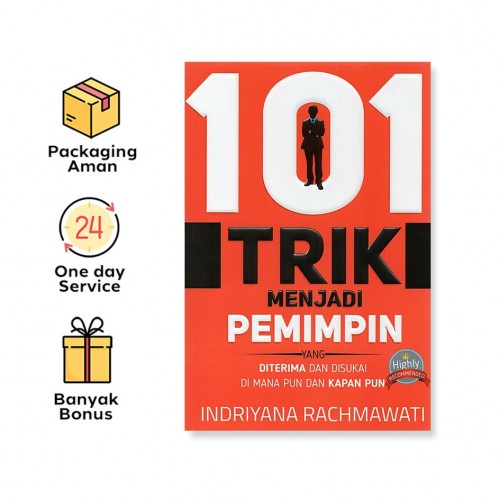 Packaging
Aman
24
One day
Service
Banyak
Bonus
101
TRIK
MENJADI
PEMIMPIN
YANG
DITERIMA DAN DISUKAI
DI MANA PUN DAN KAPAN PUN
Highly
RECOMMENDED
INDRIYANA RACHMAWATI